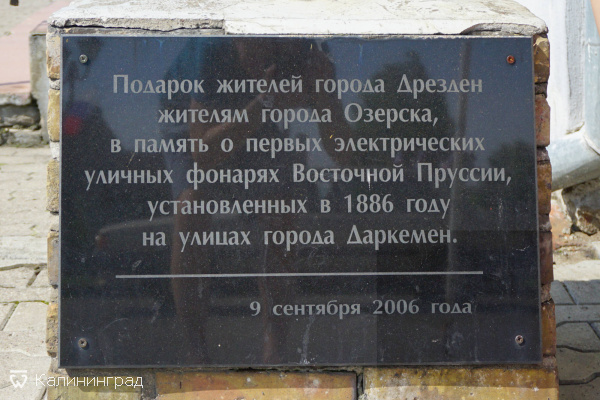 Подарок жителей города Дрезден
жителям города Озерска,
в память о первых электрических
уличных фонарях Восточной Пруссии,
установленных в 1886 году
на улицах города Даркемен.
9 сентября 2006 года
Калининград